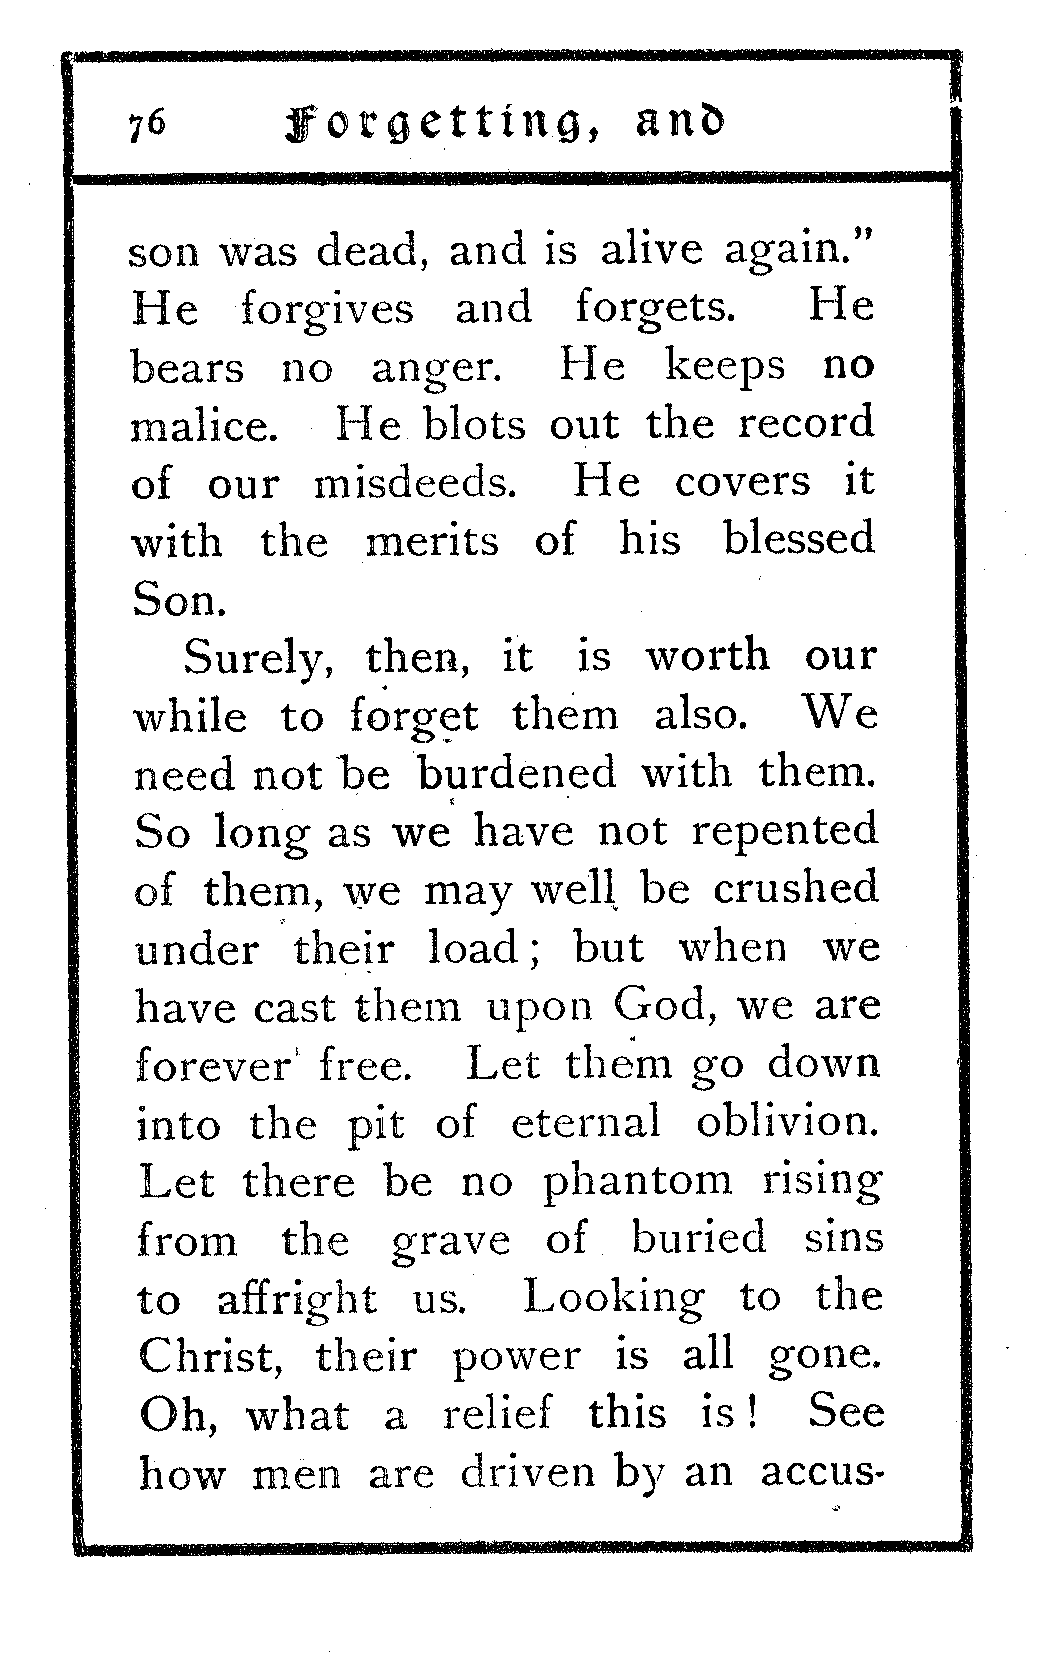 76 Forgetting, and
son was dead, and is alive again.”
He forgives and forgets. He
bears no anger. He keeps no
malice. He blots out the record
of our misdeeds. He covers it
with the merits of his blessed
Son.
Surely, then, it is worth our
while to forget them also. We
need not be burdened with them.
So long as we have not repented
of them, we may well be crushed
under their load; but when we
have cast them upon God, we are
forever free. Let them go down
into the pit of eternal oblivion.
Let there be no phantom rising
from the grave of buried sins
to affright us. Looking to the
Christ, their power is all gone.
Oh, what a relief this is! See
how men are driven by an accus-